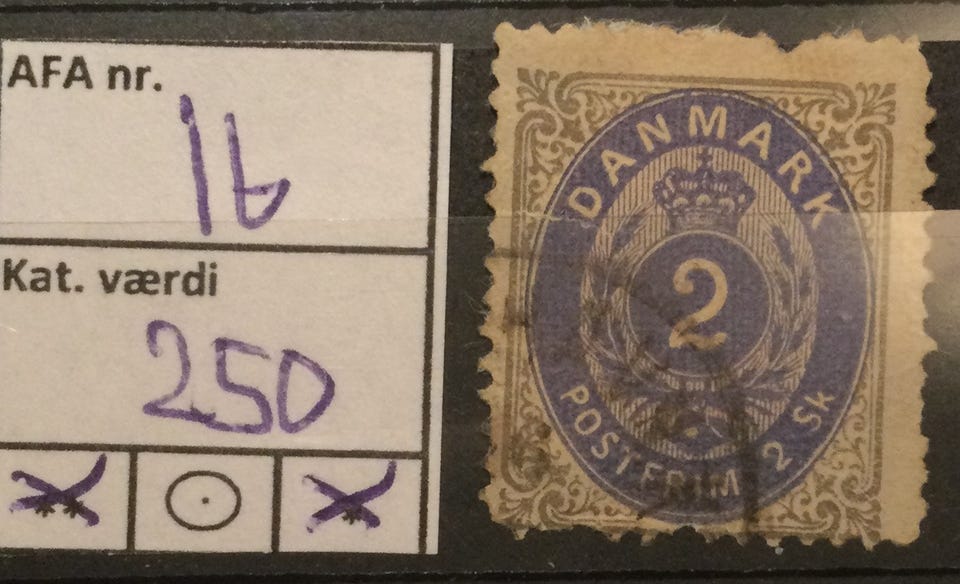 AFA nr.
16
Kat. værdi
250
** *
DANMARK
2
POSTFRIM 2 Sk